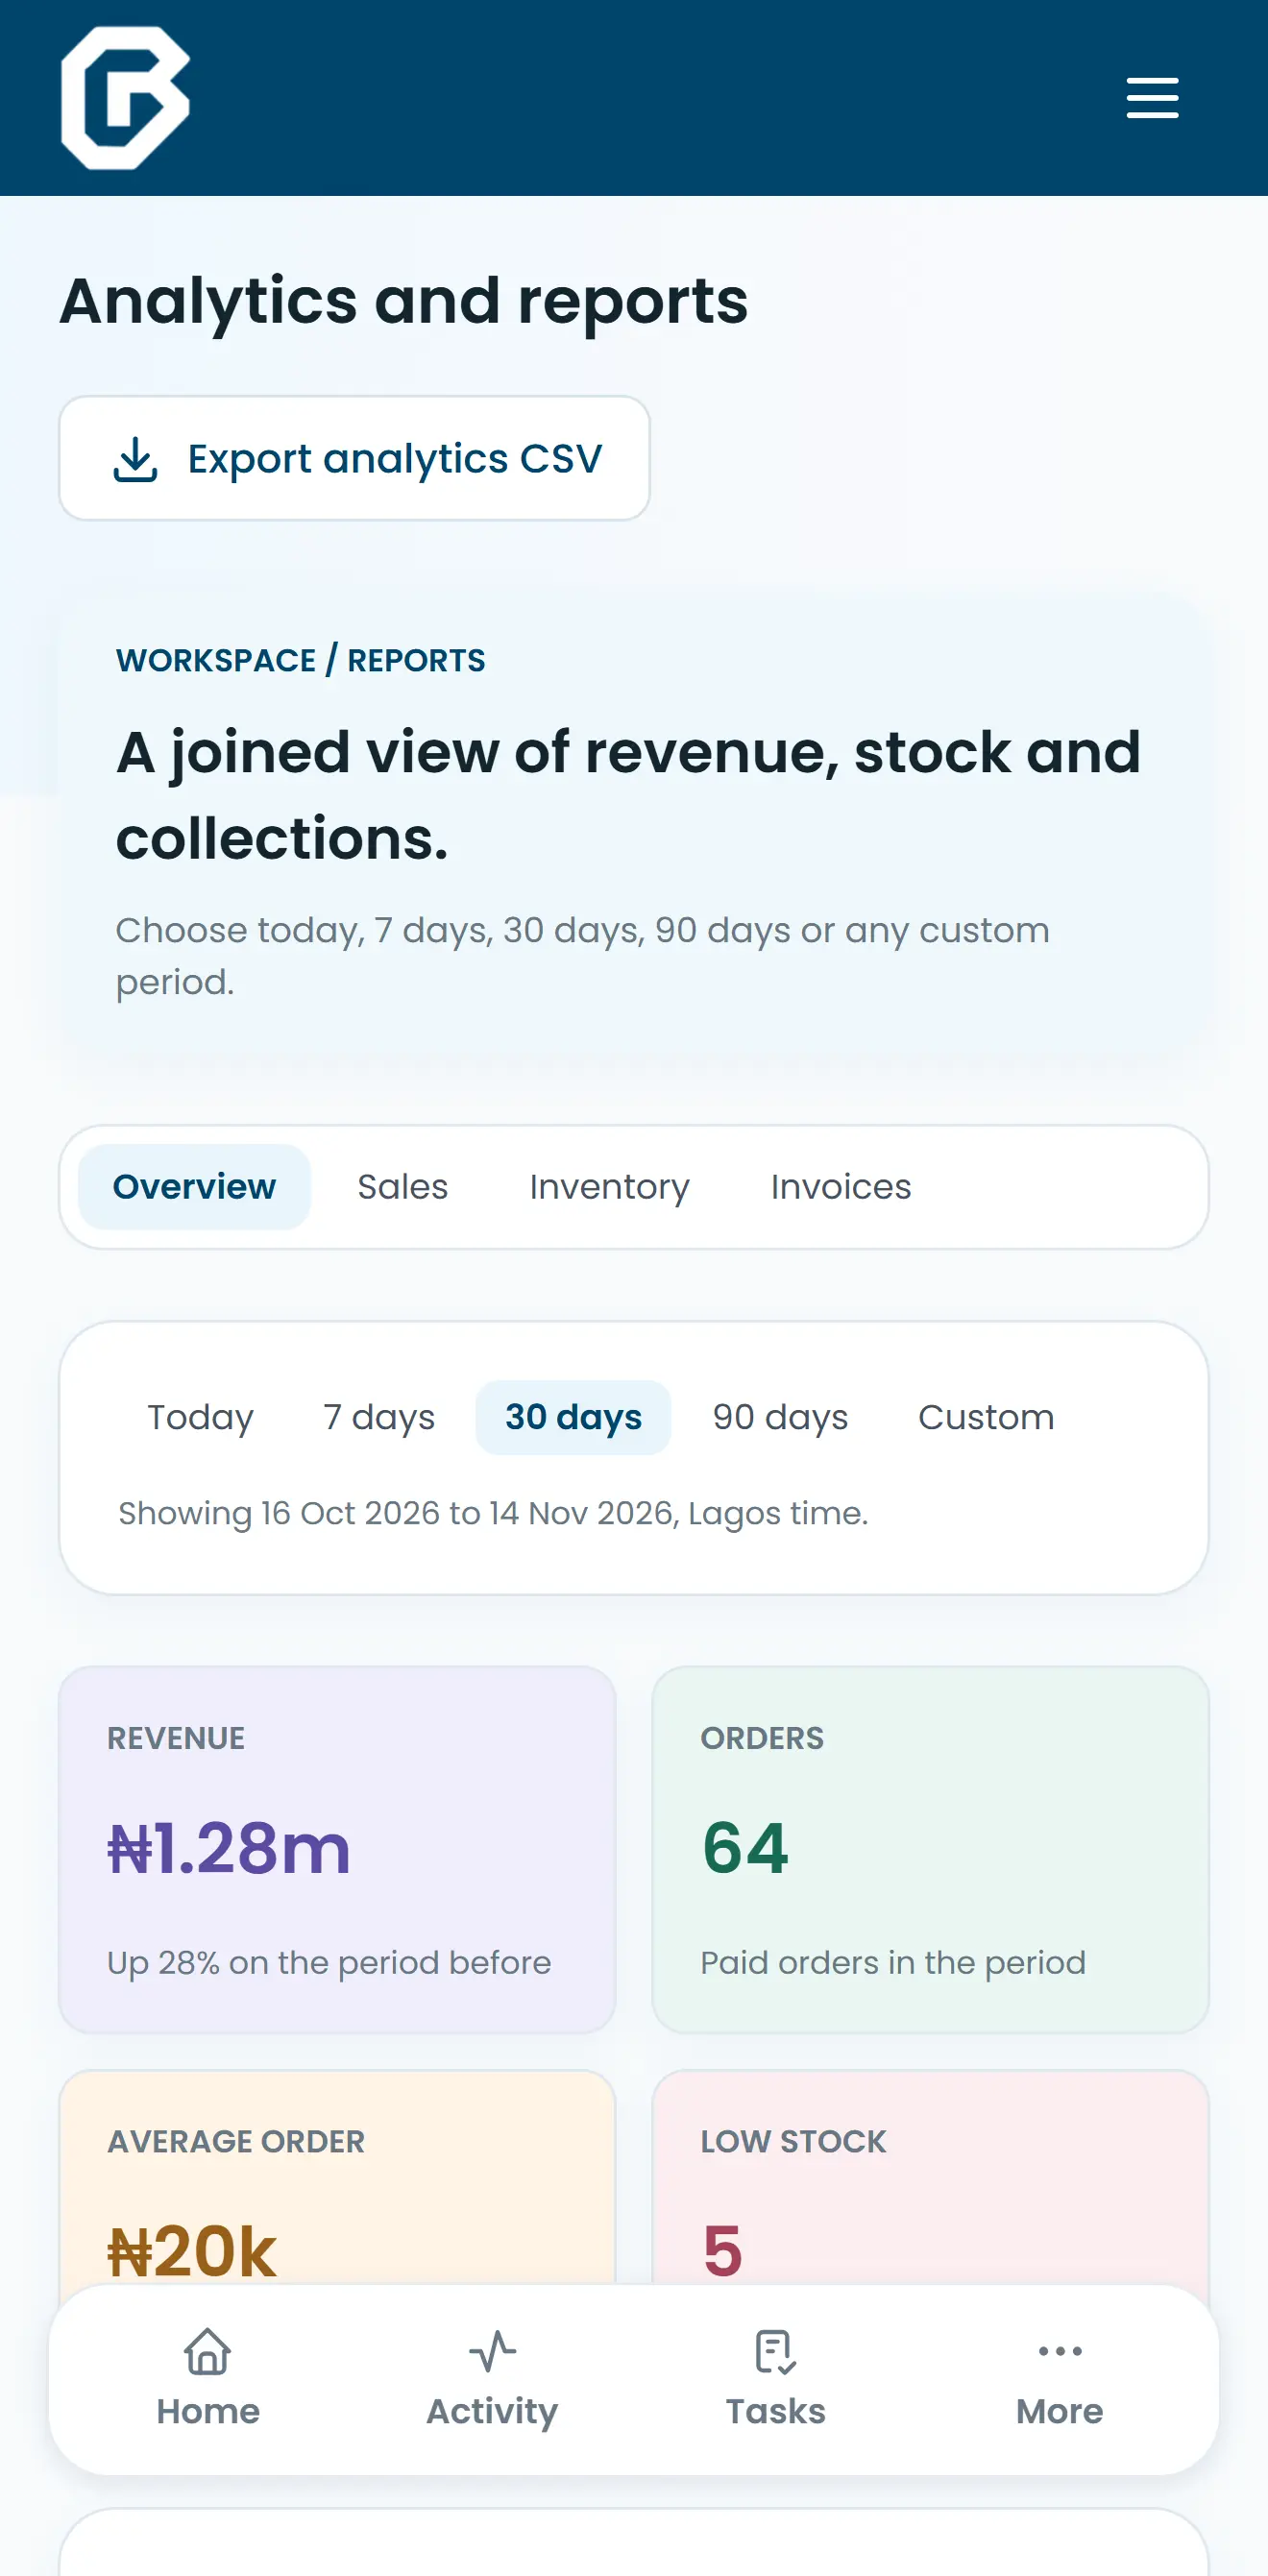 Analytics and reports
Export analytics CSV
WORKSPACE / REPORTS
A joined view of revenue, stock and
collections.
Choose today, 7 days, 30 days, 90 days or any custom
period.
Overview Sales Inventory Invoices
Today 7 days 30 days 90 days Custom
Showing 16 Oct 2026 to 14 Nov 2026, Lagos time.
REVENUE
₦1.28m
Up 28% on the period before
ORDERS
64
Paid orders in the period
AVERAGE ORDER
₦20k
LOW STOCK
5
Home Activity Tasks More